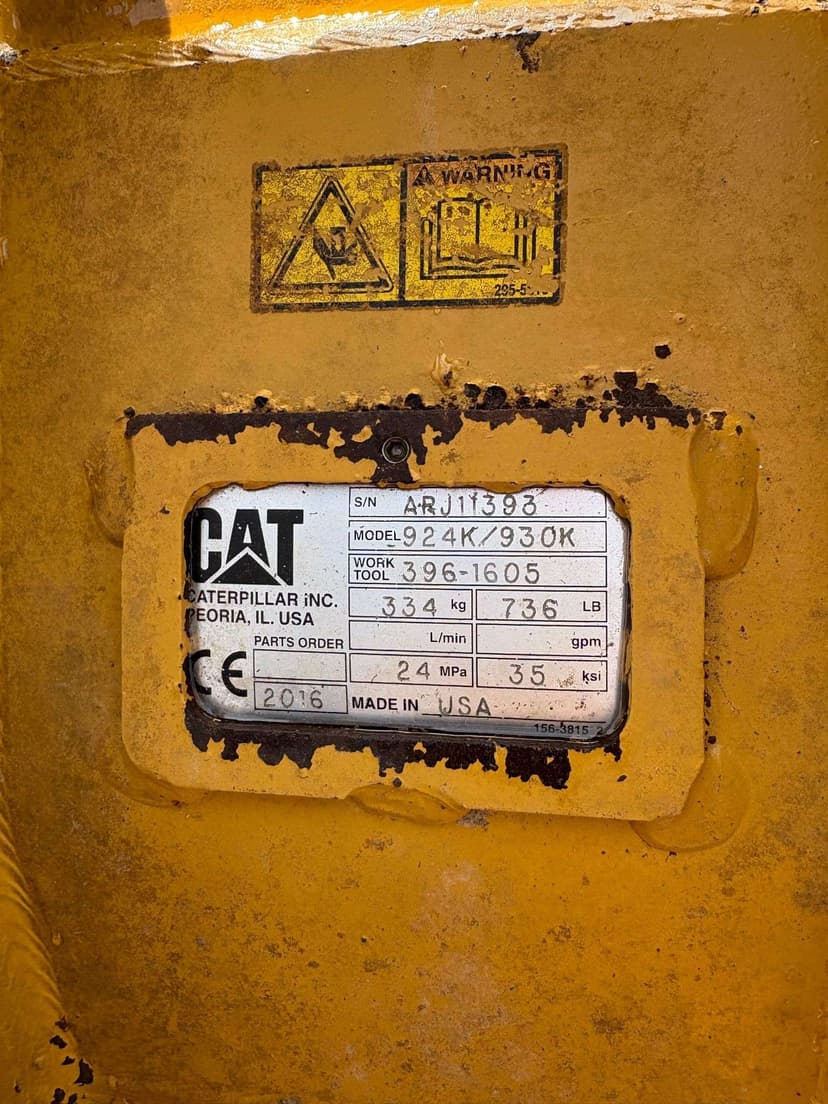 WARNING
CAT
CATERPILLAR INC.
PEORIA, IL. USA
S/N ARJ11393
MODEL 924K/930K
WORK TOOL 396-1605
334 kg 736 LB
PARTS ORDER L/min gpm
24 MPa 35 ksi
CE
2016 MADE IN USA
156-3815 2